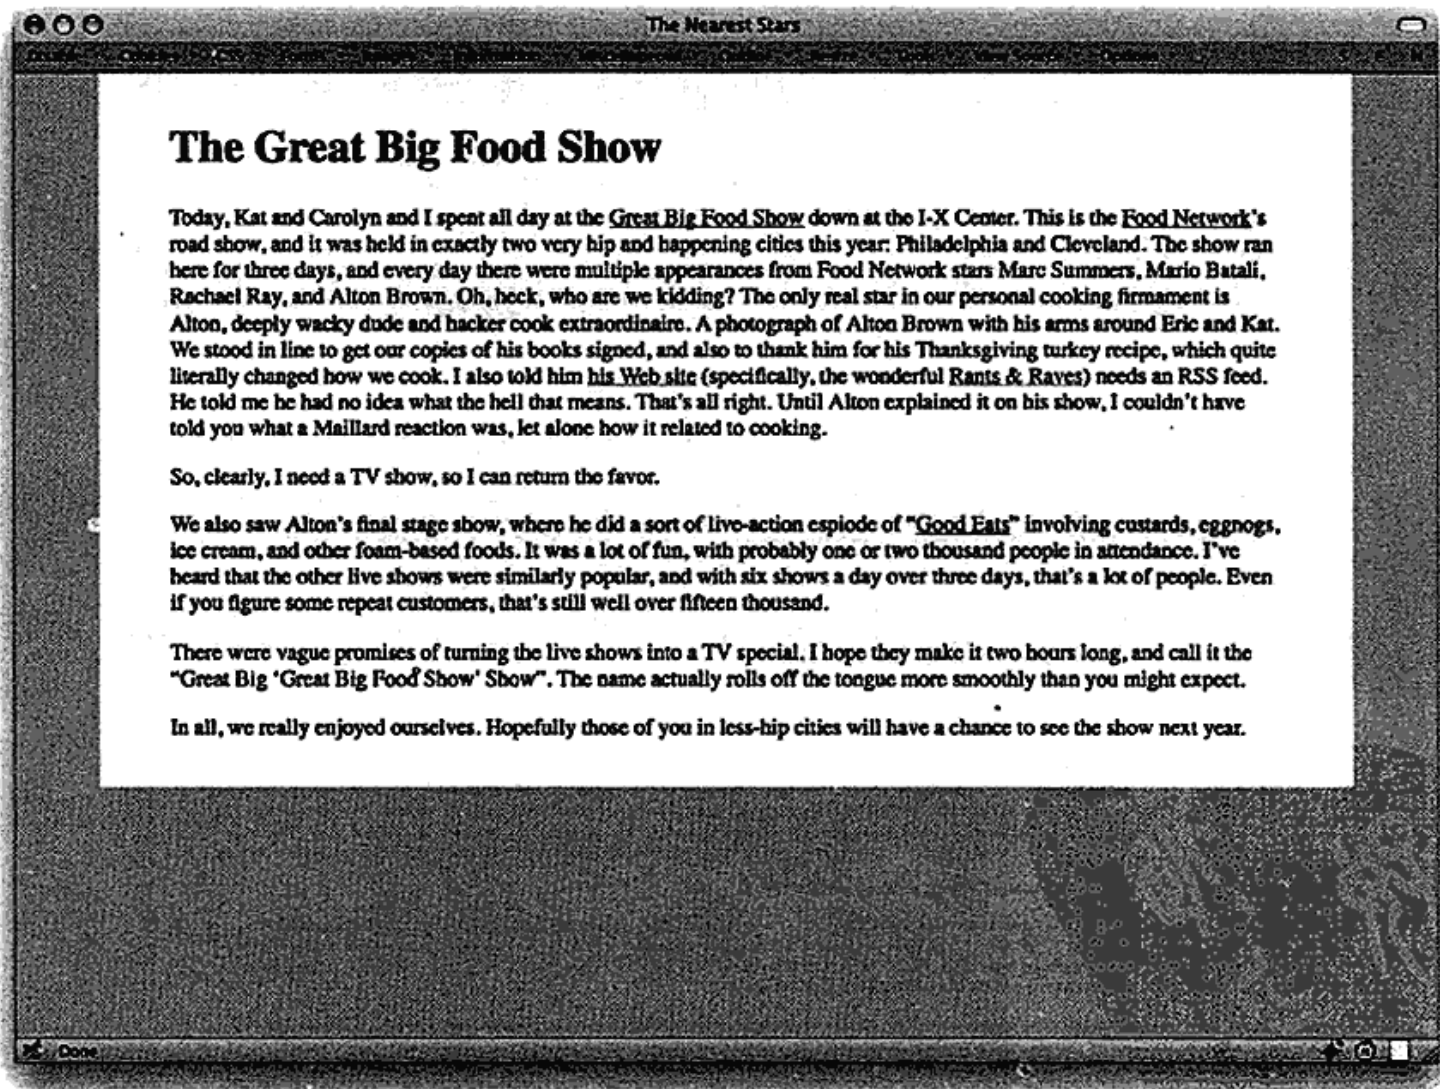 The Nearest Stars
The Great Big Food Show
Today, Kat and Carolyn and I spent all day at the Great Big Food Show down at the I-X Center. This is the Food Network's
road show, and it was held in exactly two very hip and happening cities this year: Philadelphia and Cleveland. The show ran
here for three days, and every day there were multiple appearances from Food Network stars Marc Summers, Mario Batali,
Rachael Ray, and Alton Brown. Oh, heck, who are we kidding? The only real star in our personal cooking firmament is
Alton, deeply wacky dude and hacker cook extraordinaire. A photograph of Alton Brown with his arms around Eric and Kat.
We stood in line to get our copies of his books signed, and also to thank him for his Thanksgiving turkey recipe, which quite
literally changed how we cook. I also told him his Web site (specifically, the wonderful Rants & Raves) needs an RSS feed.
He told me he had no idea what the hell that means. That's all right. Until Alton explained it on his show, I couldn't have
told you what a Maillard reaction was, let alone how it related to cooking.
So, clearly, I need a TV show, so I can return the favor.
We also saw Alton's final stage show, where he did a sort of live-action espiode of "Good Eats" involving custards, eggnogs,
ice cream, and other foam-based foods. It was a lot of fun, with probably one or two thousand people in attendance. I've
heard that the other live shows were similarly popular, and with six shows a day over three days, that's a lot of people. Even
if you figure some repeat customers, that's still well over fifteen thousand.
There were vague promises of turning the live shows into a TV special. I hope they make it two hours long, and call it the
"Great Big 'Great Big Food Show' Show". The name actually rolls off the tongue more smoothly than you might expect.
In all, we really enjoyed ourselves. Hopefully those of you in less-hip cities will have a chance to see the show next year.
Done